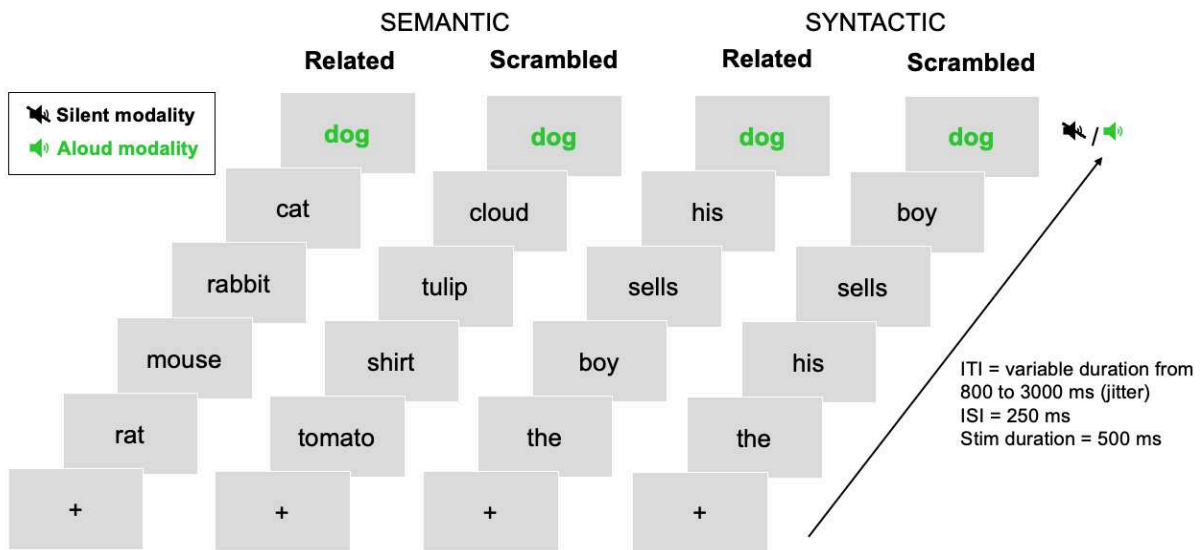 SEMANTIC SYNTACTIC
Related Scrambled Related Scrambled
Silent modality
Aloud modality
dog dog dog dog /
cat cloud his boy
rabbit tulip sells sells
mouse shirt boy his
rat tomato the the
+ + + +
ITI = variable duration from
800 to 3000 ms (jitter)
ISI = 250 ms
Stim duration = 500 ms